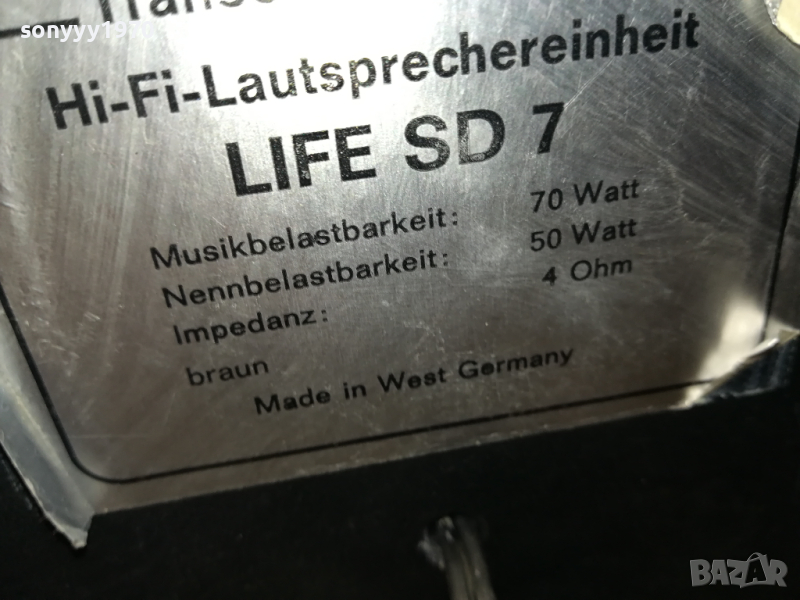 sonyyy19
Hi-Fi-Lautsprechereinheit
LIFE SD 7
Musikbelastbarkeit: 70 Watt
Nennbelastbarkeit: 50 Watt
Impedanz: 4 Ohm
braun
Made in West Germany
BAZAR